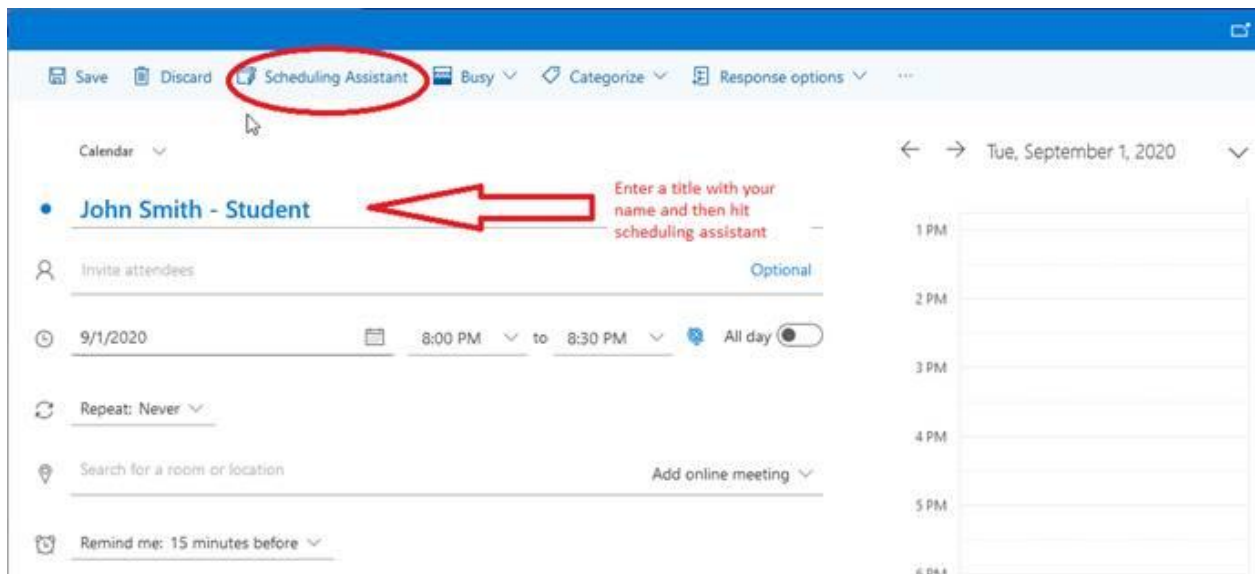 Save Discard Scheduling Assistant Busy Categorize Response options ...
Calendar
Tue, September 1, 2020
John Smith - Student
Enter a title with your
name and then hit
scheduling assistant
1 PM
Invite attendees
Optional
2 PM
9/1/2020
8:00 PM to 8:30 PM
All day
3 PM
Repeat: Never
4 PM
Search for a room or location
Add online meeting
5 PM
Remind me: 15 minutes before
6 PM